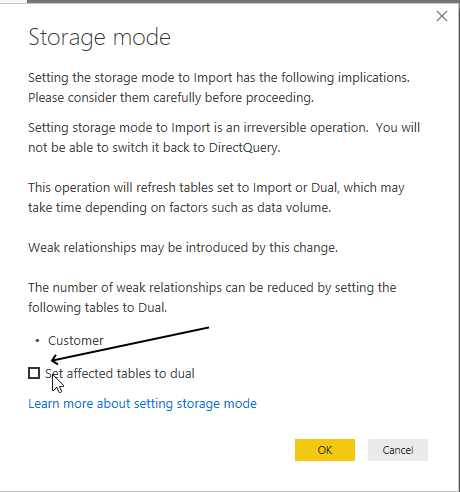 Storage mode
Setting the storage mode to Import has the following implications.
Please consider them carefully before proceeding.
Setting storage mode to Import is an irreversible operation.  You will
not be able to switch it back to DirectQuery.
This operation will refresh tables set to Import or Dual, which may
take time depending on factors such as data volume.
Weak relationships may be introduced by this change.
The number of weak relationships can be reduced by setting the
following tables to Dual.
• Customer
Set affected tables to dual
Learn more about setting storage mode
OK
Cancel